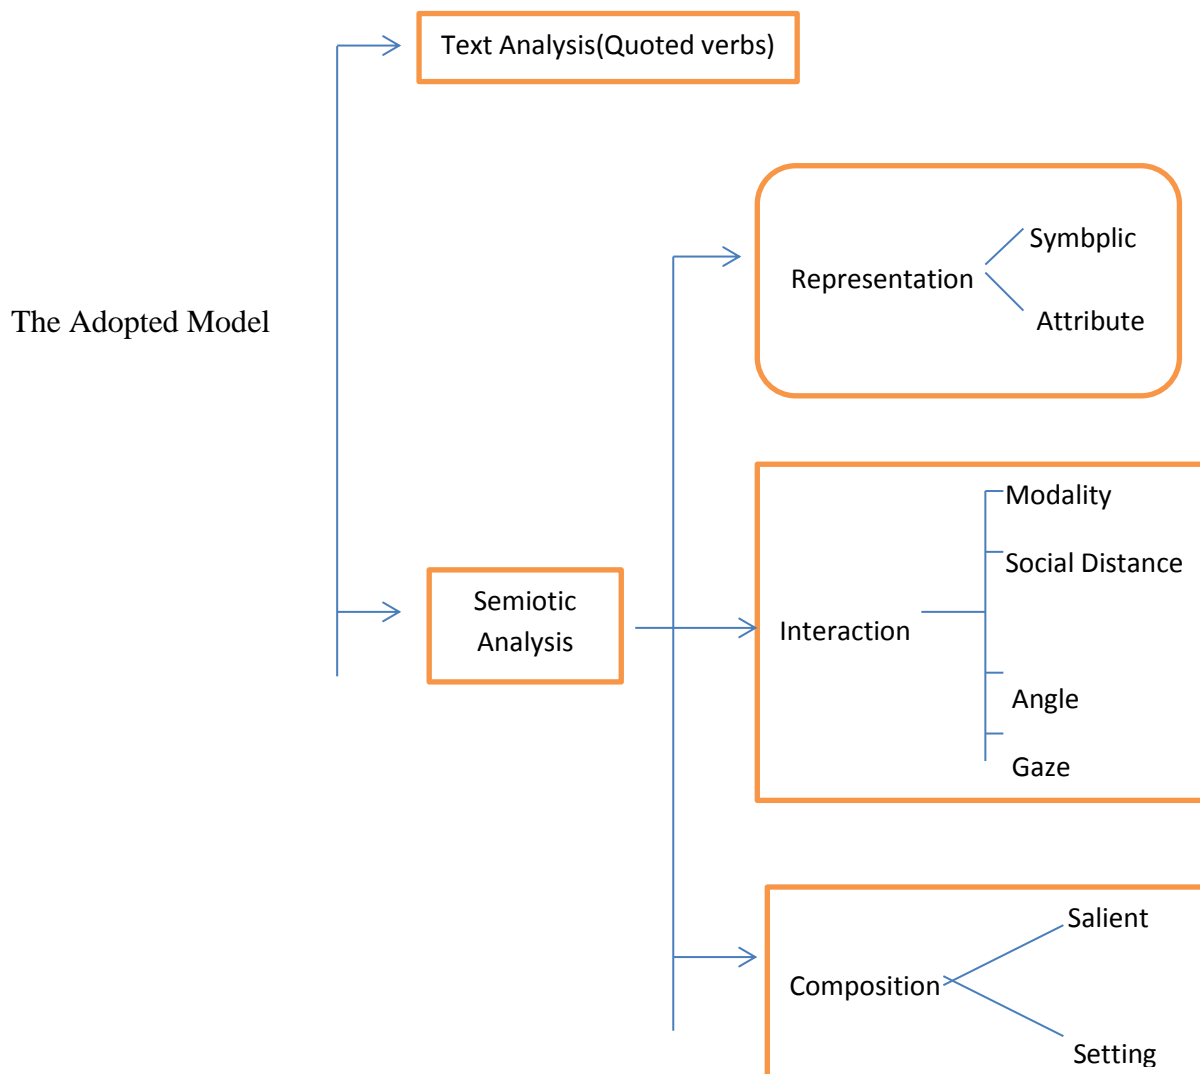 Text Analysis(Quoted verbs)
Symbplic
Representation
Attribute
The Adopted Model
Modality
Social Distance
Semiotic
Analysis
Interaction
Angle
Gaze
Salient
Composition
Setting